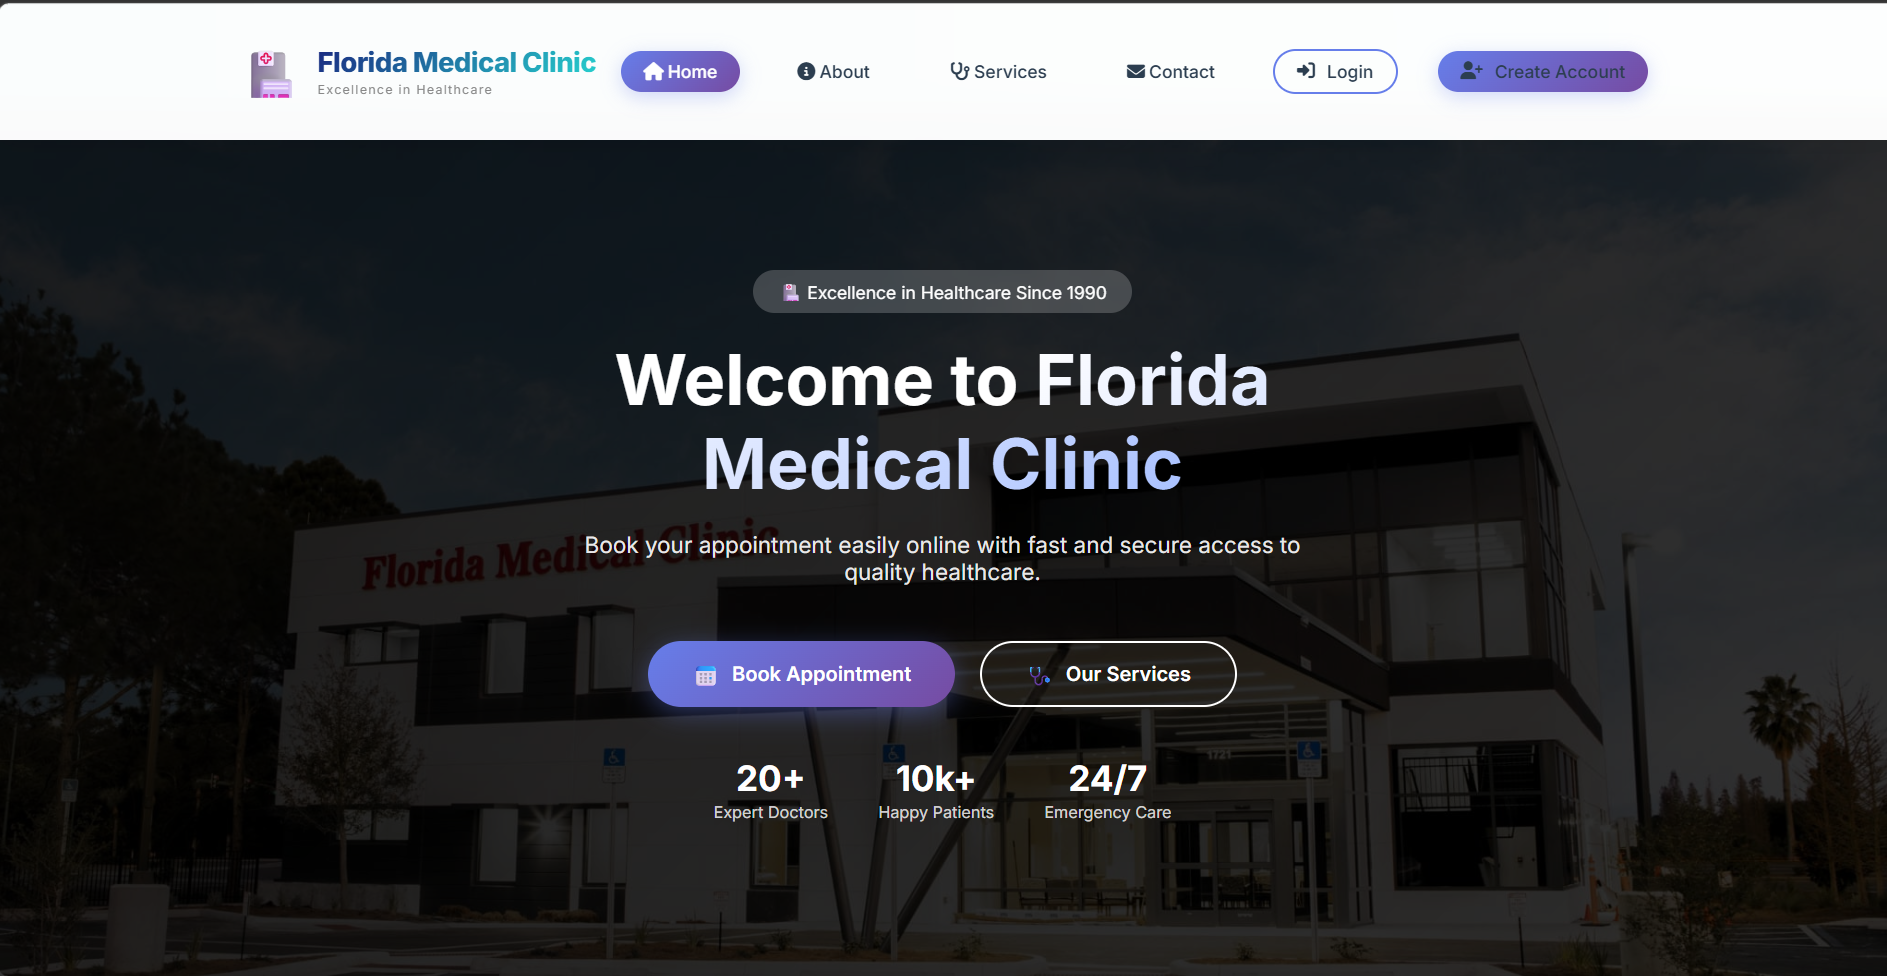 Florida Medical Clinic
Excellence in Healthcare
Home
About
Services
Contact
Login
Create Account
Excellence in Healthcare Since 1990
Welcome to Florida
Medical Clinic
Florida Medical Clinic
Book your appointment easily online with fast and secure access to
quality healthcare.
Book Appointment
Our Services
20+
Expert Doctors
10k+
Happy Patients
24/7
Emergency Care
1721